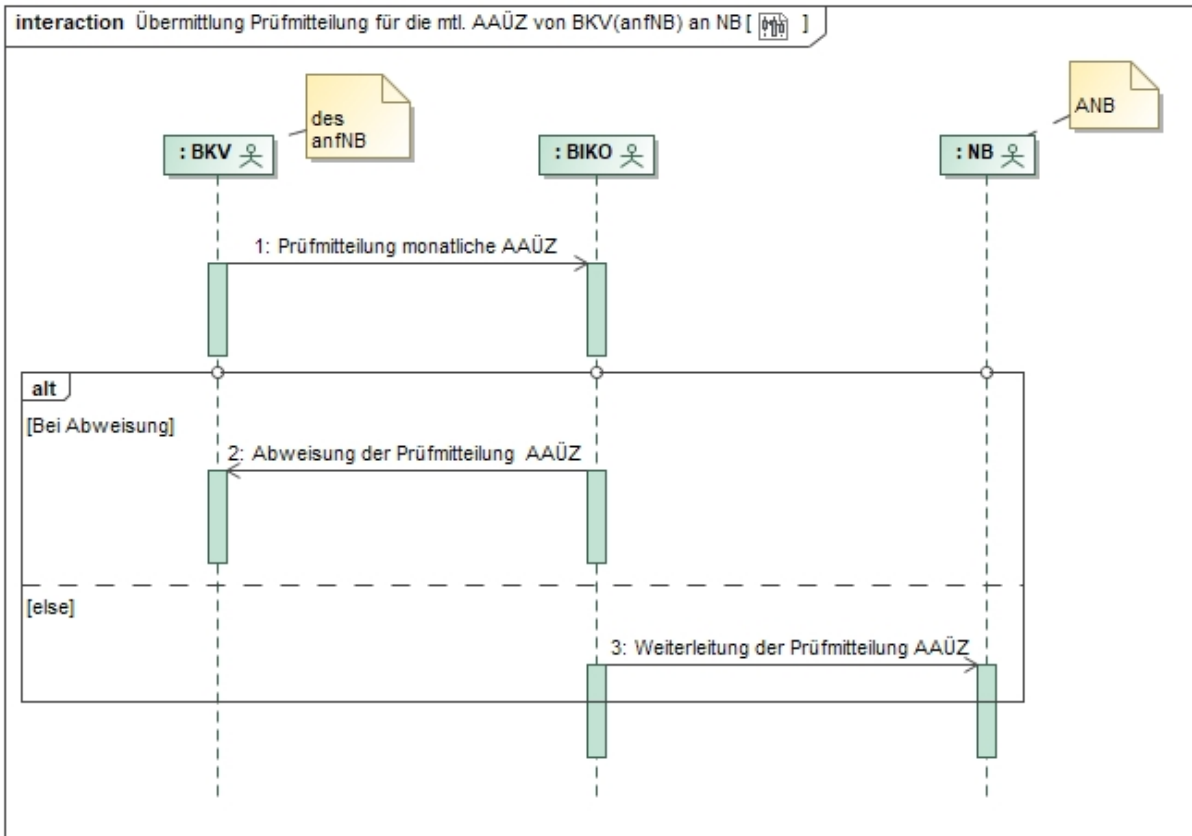 interaction Übermittlung Prüfmitteilung für die mtl. AAÜZ von BKV(anfNB) an NB [ ]
des
anfNB
ANB
: BKV
: BIKO
: NB
1: Prüfmitteilung monatliche AAÜZ
alt
[Bei Abweisung]
2: Abweisung der Prüfmitteilung AAÜZ
[else]
3: Weiterleitung der Prüfmitteilung AAÜZ